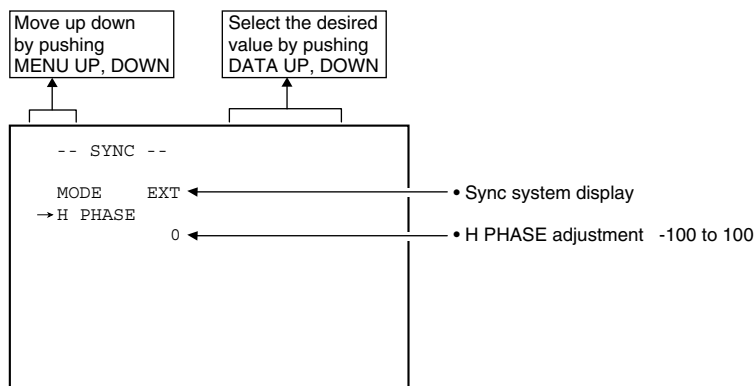 Move up down
by pushing
MENU UP, DOWN
Select the desired
value by pushing
DATA UP, DOWN
-- SYNC --
MODE EXT
• Sync system display
→H PHASE
0
• H PHASE adjustment -100 to 100